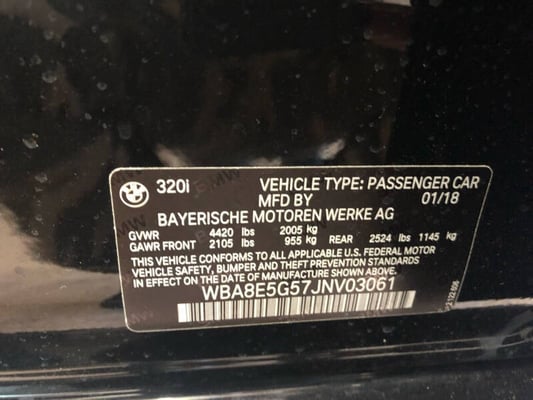 320i VEHICLE TYPE: PASSENGER CAR
MFD BY 01/18
BAYERISCHE MOTOREN WERKE AG
GVWR 4420 lbs 2005 kg
GAWR FRONT 2105 lbs 955 kg REAR 2524 lbs 1145 kg
THIS VEHICLE CONFORMS TO ALL APPLICABLE U.S. FEDERAL MOTOR
VEHICLE SAFETY, BUMPER AND THEFT PREVENTION STANDARDS
IN EFFECT ON THE DATE OF MANUFACTURE SHOWN ABOVE.
WBA8E5G57JNV03061